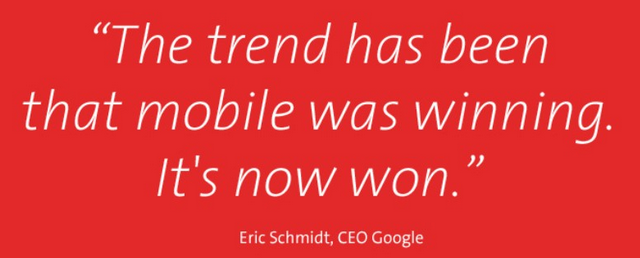 “The trend has been
that mobile was winning.
It's now won.”
Eric Schmidt, CEO Google